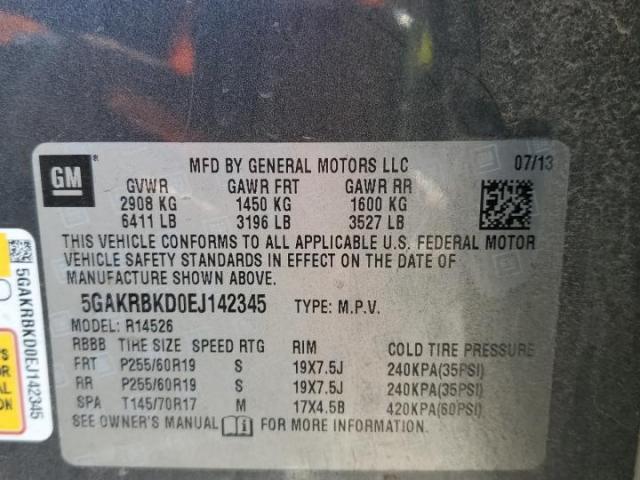 GM
MFD BY GENERAL MOTORS LLC 07/13
GVWR GAWR FRT GAWR RR
2908 KG 1450 KG 1600 KG
6411 LB 3196 LB 3527 LB
THIS VEHICLE CONFORMS TO ALL APPLICABLE U.S. FEDERAL MOTOR
VEHICLE SAFETY STANDARDS IN EFFECT ON THE DATE OF
MANUFACTURE SHOWN ABOVE.
5GAKRBKD0EJ142345 TYPE: M.P.V.
MODEL: R14526
RBBB TIRE SIZE SPEED RTG RIM COLD TIRE PRESSURE
FRT P255/60R19 S 19X7.5J 240KPA(35PSI)
RR P255/60R19 S 19X7.5J 240KPA(35PSI)
SPA T145/70R17 M 17X4.5B 420KPA(60PSI)
SEE OWNER'S MANUAL FOR MORE INFORMATION.
5GAKRBKD0EJ142345